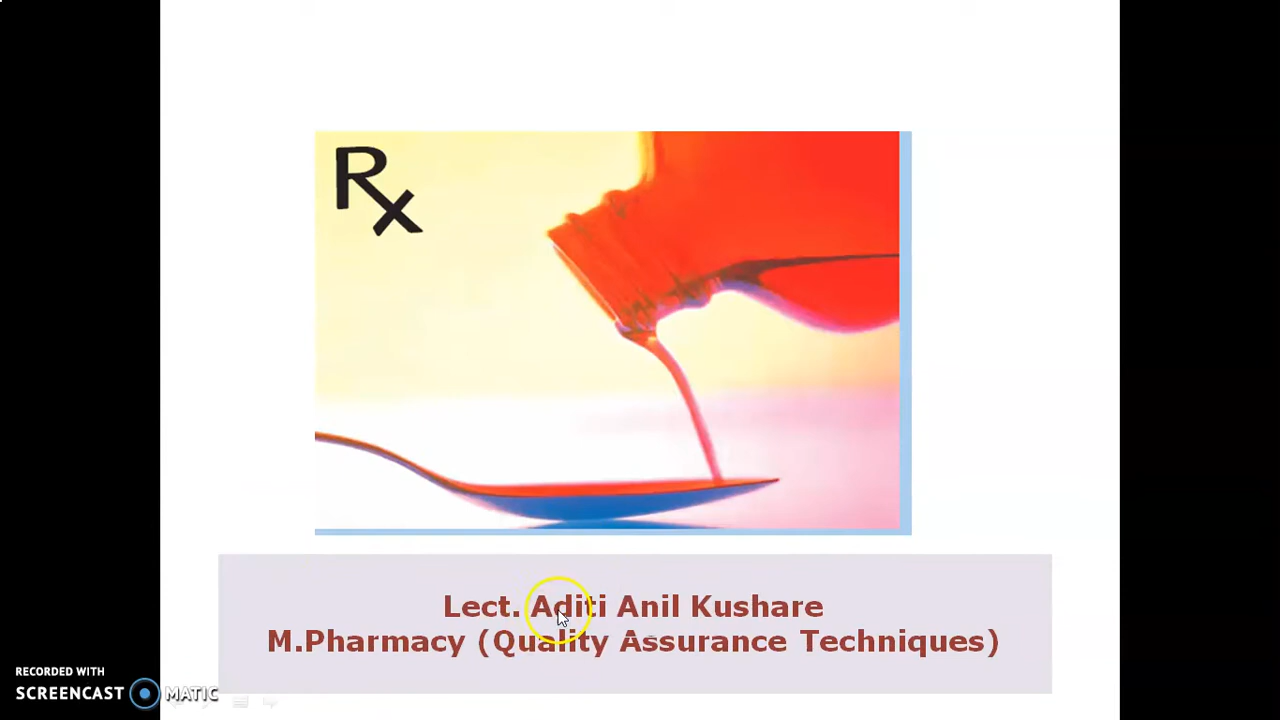 Rx
Lect. Aditi Anil Kushare
M.Pharmacy (Quality Assurance Techniques)
RECORDED WITH
SCREENCAST MATIC